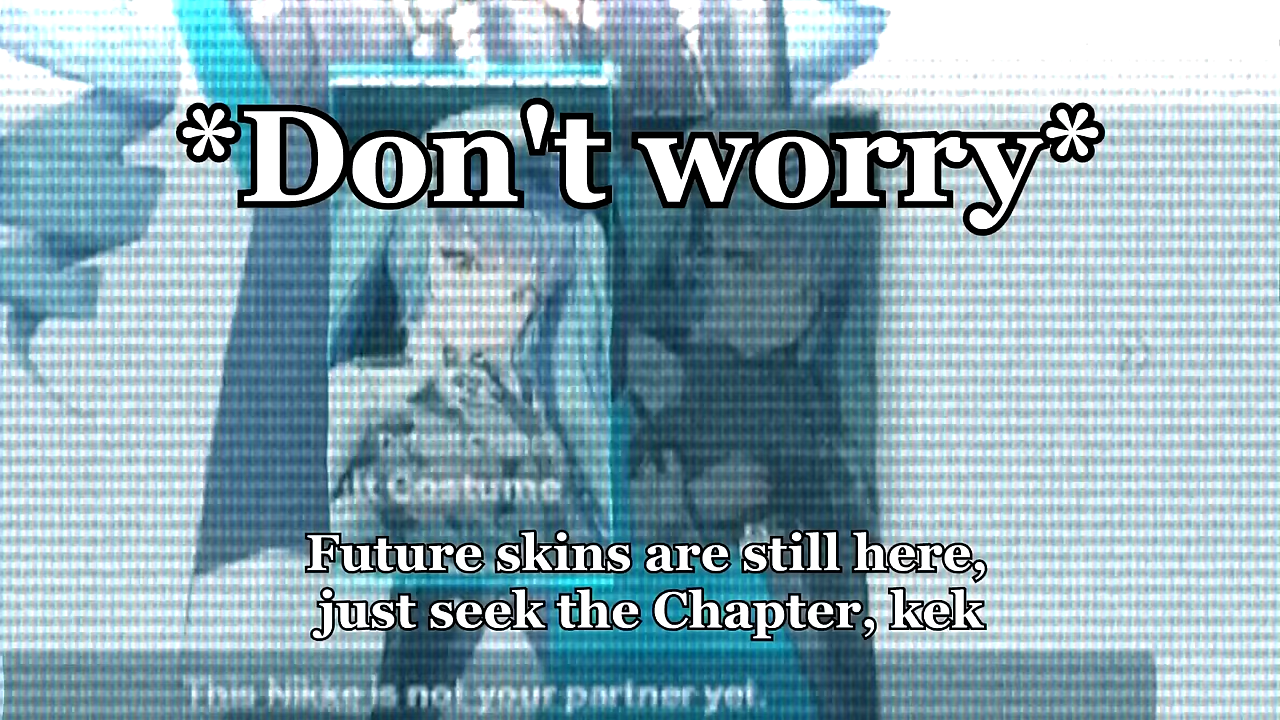 *Don't worry*
Costume
Future skins are still here,
just seek the Chapter, kek
This Nikke is not your partner yet.